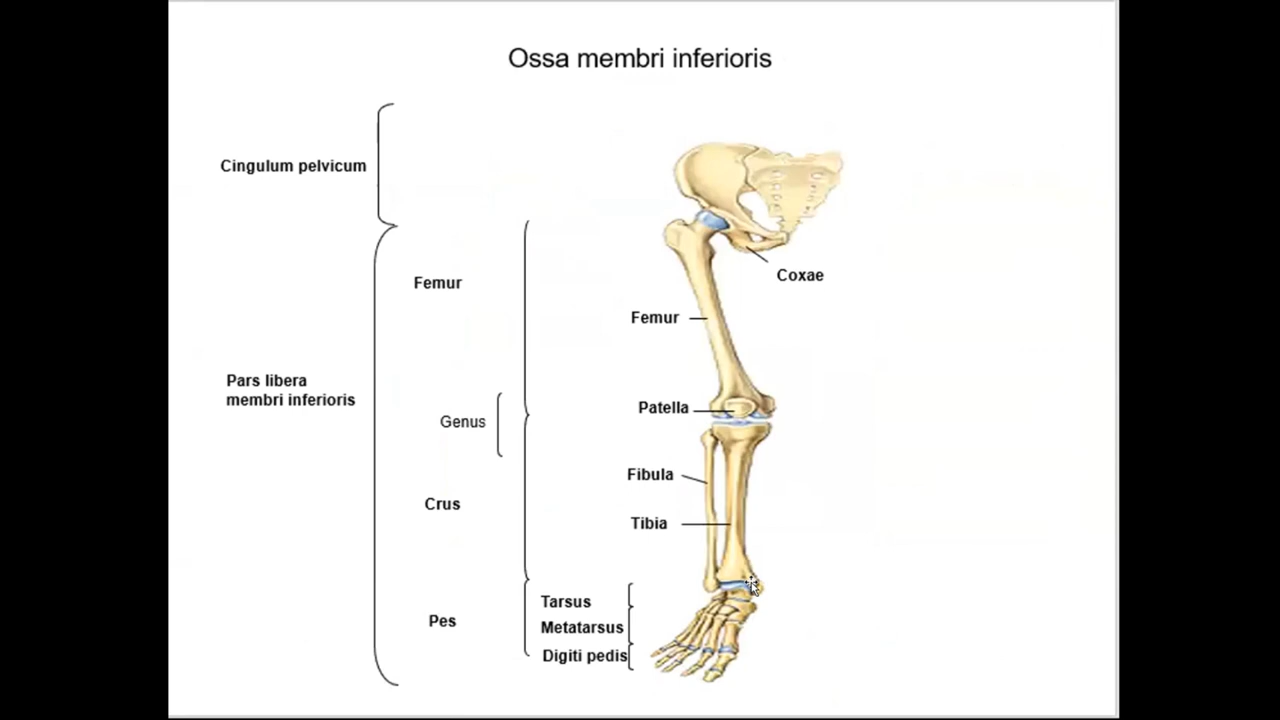 Ossa membri inferioris
Cingulum pelvicum
Coxae
Femur
Femur
Pars libera
membri inferioris
Patella
Genus
Fibula
Crus
Tibia
Tarsus
Pes
Metatarsus
Digiti pedis